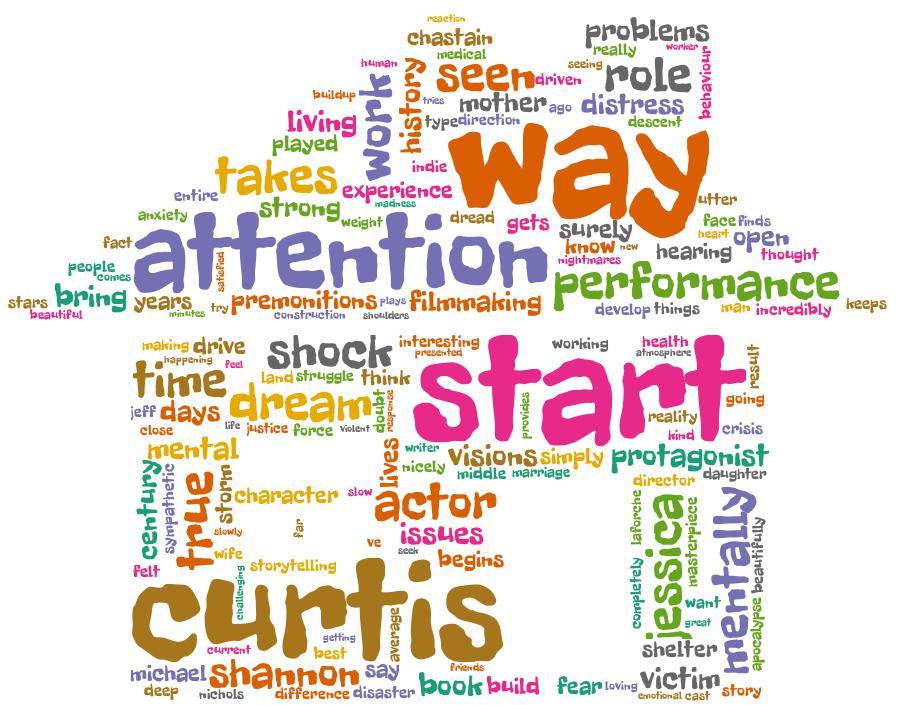 reaction
chastain
problems
medical
really
worker
human
seen
driven
seeing
role
behaviour
buildup
work
history
tries
mother
ago
distress
living
type
direction
descent
played
way
indie
takes
experience
entire
madness
utter
strong
anxiety
weight
dread
gets
surely
face
finds
attention
heart
open
fact
know
new
hearing
thought
satisfied
nightmares
people
comes
performance
bring
years
premonitions
plays
filmmaking
stars
try
develop
things
man
incredibly
keeps
beautiful
minutes
construction
shoulders
making
drive
shock
interesting
working
health
happening
presented
atmosphere
feel
start
result
time
land
struggle
think
dream
doubt
response
provides
going
jeff
days
reality
life
justice
force
violent
kind
crisis
close
writer
mental
lives
visions
simply
protagonist
nicely
middle
marriage
daughter
century
sympathetic
true
storm
director
character
slow
actor
laforche
jessica
masterpiece
mentally
far
slowly
issues
beautifully
ve
seek
wife
begins
felt
storytelling
completely
challenging
curtis
want
average
great
apocalypse
getting
current
best
shelter
friends
michael
shannon
say
victim
book
build
fear
loving
deep
nichols
difference
disaster
emotional
cast
story